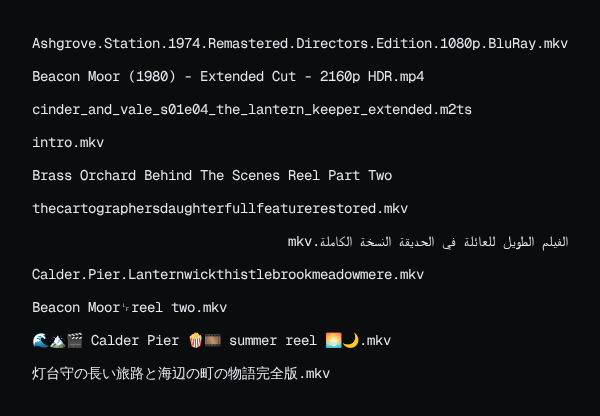 Ashgrove.Station.1974.Remastered.Directors.Edition.1080p.BluRay.mkv
Beacon Moor (1980) - Extended Cut - 2160p HDR.mp4
cinder_and_vale_s01e04_the_lantern_keeper_extended.m2ts
intro.mkv
Brass Orchard Behind The Scenes Reel Part Two
thecartographersdaughterfullfeaturerestored.mkv
الفيلم الطويل للعائلة في الحديقة النسخة الكاملة.mkv
Calder.Pier.Lanternwickthistlebrookmeadowmere.mkv
Beacon Moor␊reel two.mkv
🌊🏔️🎬 Calder Pier 🍿🎞️ summer reel 🌅🌙.mkv
灯台守の長い旅路と海辺の町の物語完全版.mkv